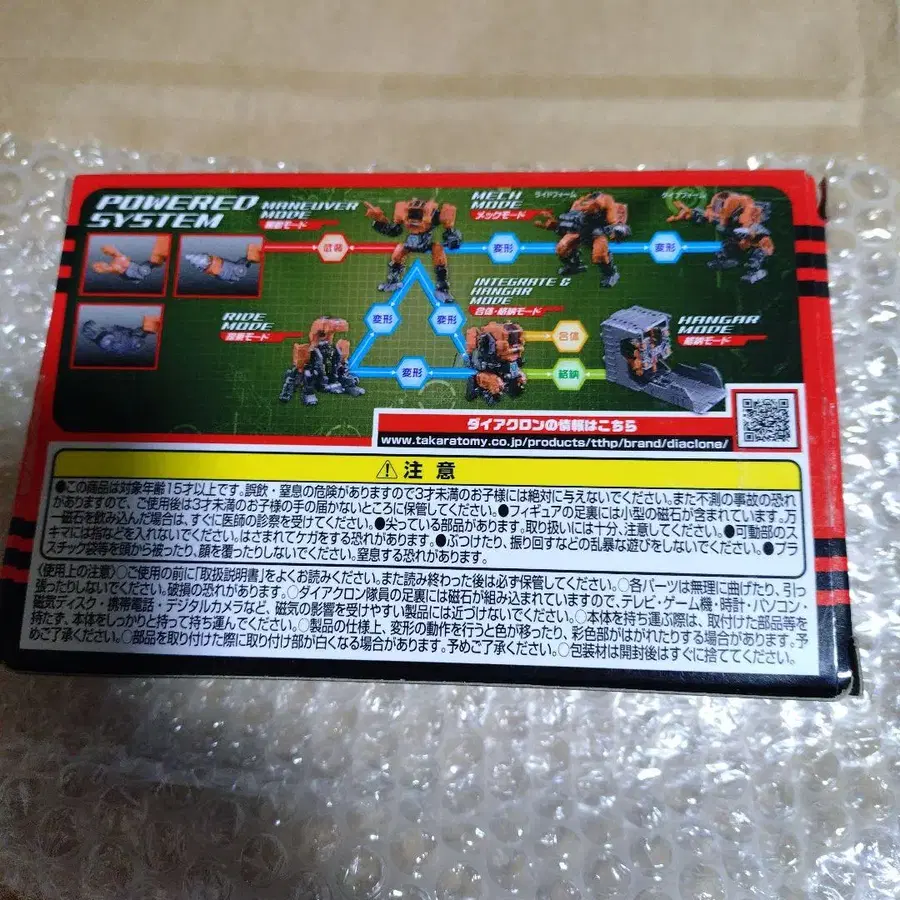 POWERED
SYSTEM
MANEUVER
MODE
MECH
MODE
メックモード
ライドフォーム
武装
変形
変形
INTEGRATE &
HANGAR
MODE
合体・格納モード
RIDE
MODE
変形
変形
合体
HANGAR
MODE
格納モード
変形
格納
ダイアクロンの情報はこちら
www.takaratomy.co.jp/products/tthp/brand/diaclone/
⚠注意
●この商品は対象年齢15才以上です。誤飲・窒息の危険がありますので3才未満のお子様には絶対に与えないでください。また不測の事故の恐れ
がありますので、ご使用後は3才未満のお子様の手の届かないところに保管してください。●フィギュアの足裏には小型の磁石が含まれています。万
一磁石を飲み込んだ場合は、すぐに医師の診察を受けてください。●尖っている部品があります。取り扱いには十分、注意してください。●可動部のス
キマには指などを入れないでください。はさまれてケガをする恐れがあります。●ぶつけたり、振り回すなどの乱暴な遊びをしないでください。●プラ
スチック袋等を頭から被ったり、顔を覆ったりしないでください。窒息する恐れがあります。
〈使用上の注意〉○ご使用の前に「取扱説明書」をよくお読みください。また読み終わった後は必ず保管してください。○各パーツは無理に曲げたり、引っ
張ったりしないでください。破損の恐れがあります。○ダイアクロン隊員の足裏には磁石が組み込まれていますので、テレビ・ゲーム機・時計・パソコン・
磁気ディスク・携帯電話・デジタルカメラなど、磁気の影響を受けやすい製品には近づけないでください。○本体を持ち運ぶ際は、取付けた部品等を
持たず、本体をしっかりと持って持ち運んでください。○製品の仕様上、変形の動作を行うと色が移ったり、彩色部がはがれたりする場合があります。予
めご了承ください。○部品を取り付けた際に取り付け部が白くなる場合があります。予めご了承ください。○包装材は開封後はすぐに捨ててください。